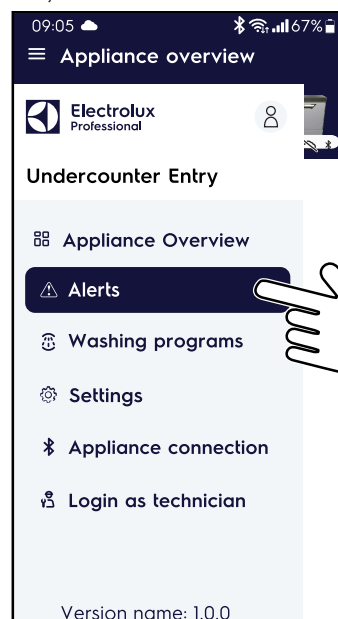 09:05 67%
Appliance overview
Electrolux
Professional
Undercounter Entry
Appliance Overview
Alerts
Washing programs
Settings
Appliance connection
Login as technician
Version name: 1.0.0